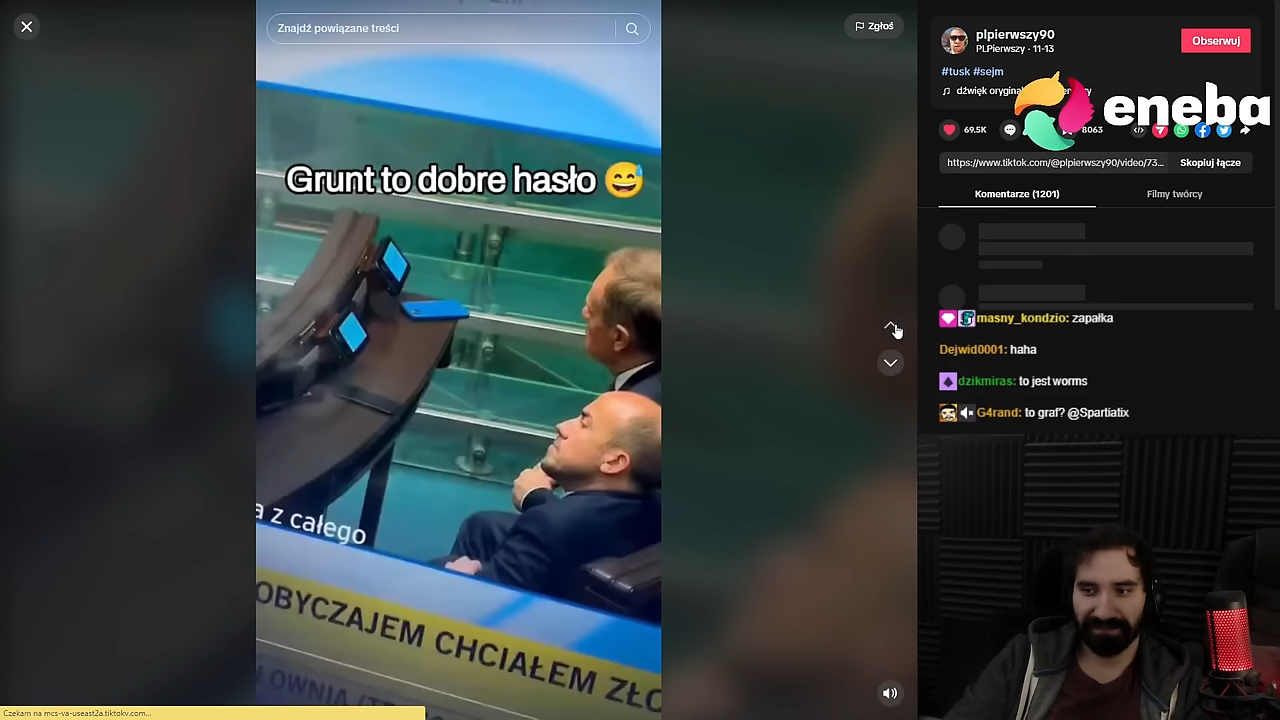 Znajdź powiązane treści
Zgłoś
Grunt to dobre hasło 😅
a z całego
OBYCZAJEM CHCIAŁEM ZŁO
plpierwszy90
PLPierwszy · 11-13
Obserwuj
#tusk #sejm
dźwięk oryginal
eneba
69.5K
8063
https://www.tiktok.com/@plpierwszy90/video/73...
Skopiuj łącze
Komentarze (1201)
Filmy twórcy
masny_kondzio: zapałka
Dejwid0001: haha
dzikmiras: to jest worms
G4rand: to graf? @Spartiatix
Czekam na mcs-va-useast2a.tiktokv.com...